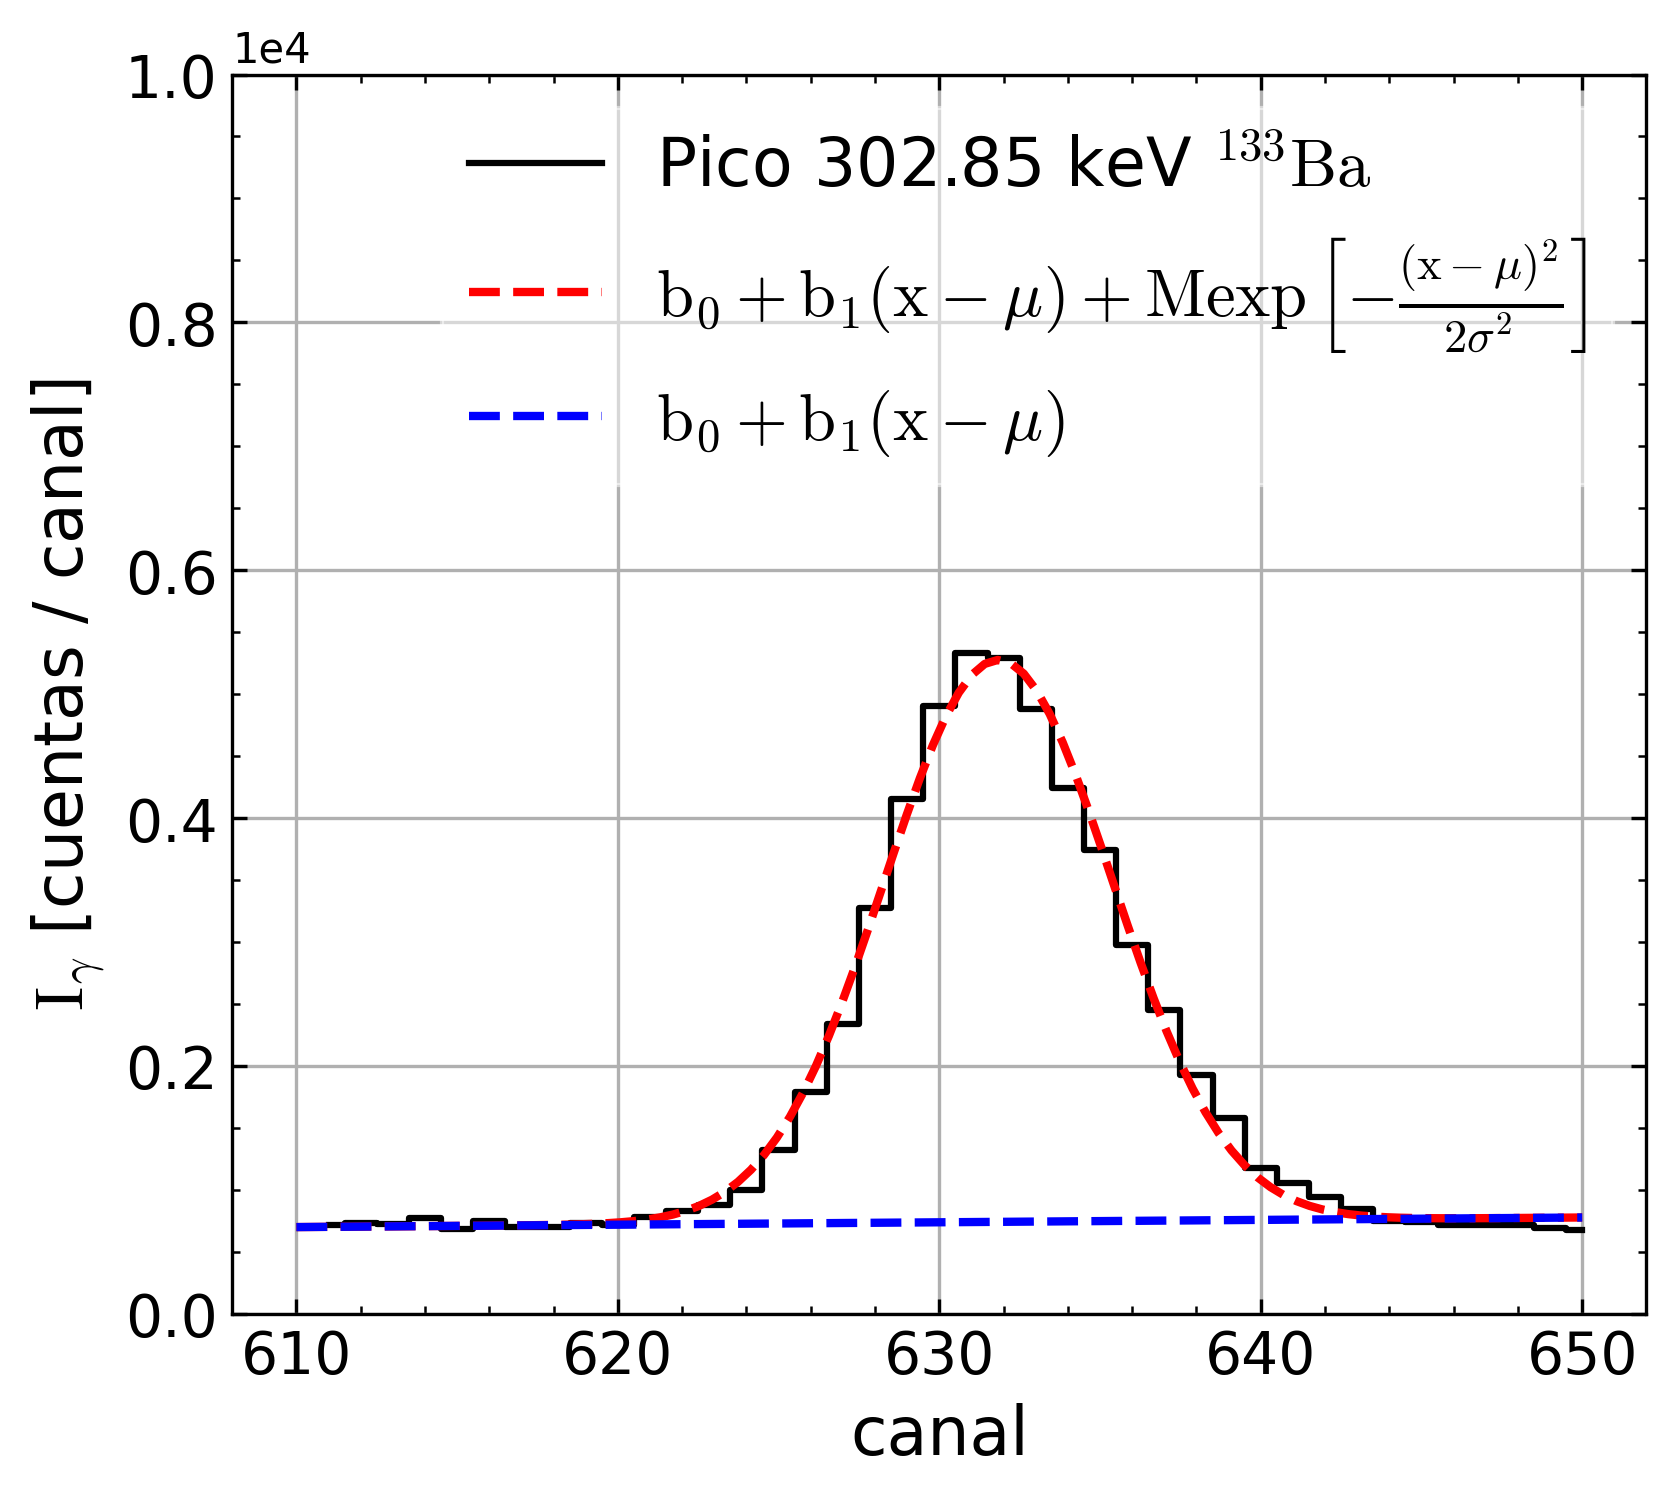 1e4
1.0
0.8
0.6
0.4
0.2
0.0
I_γ [cuentas / canal]
Pico 302.85 keV ¹³³Ba
b₀ + b₁(x − μ) + Mexp [−(x − μ)²/2σ²]
b₀ + b₁(x − μ)
610 620 630 640 650
canal